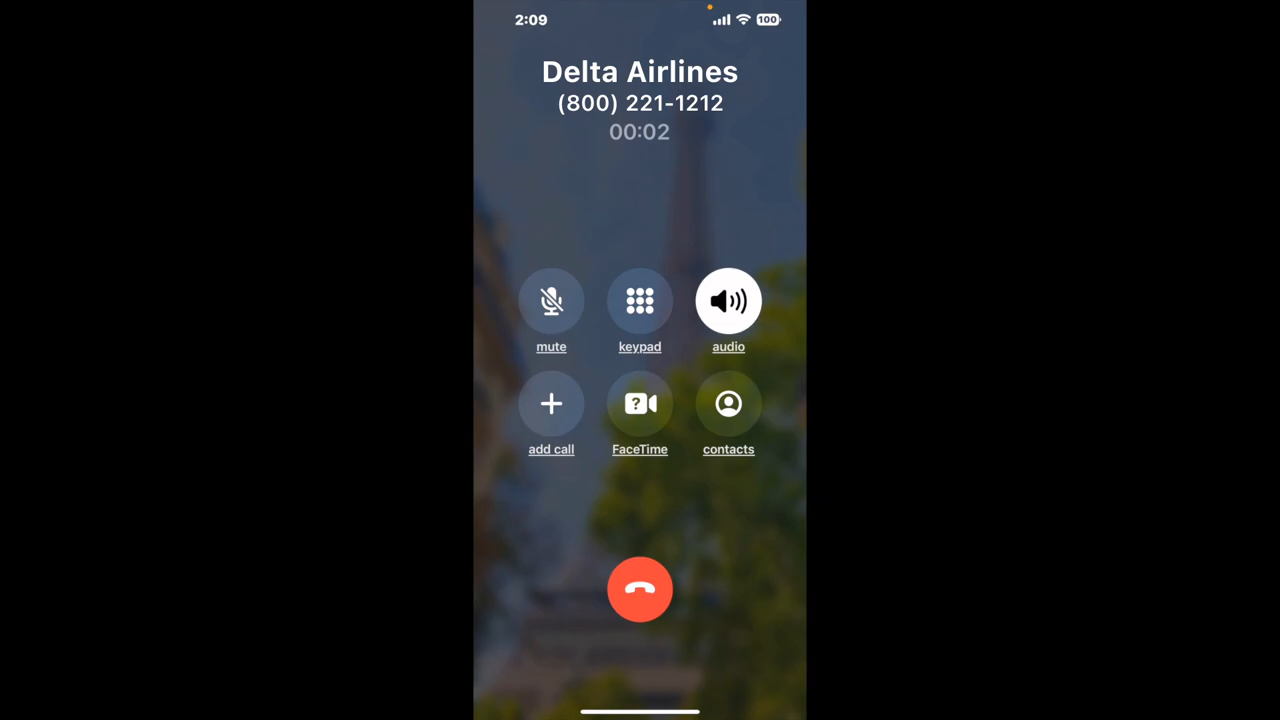 2:09
100
Delta Airlines
(800) 221-1212
00:02
mute keypad audio
?
add call FaceTime contacts